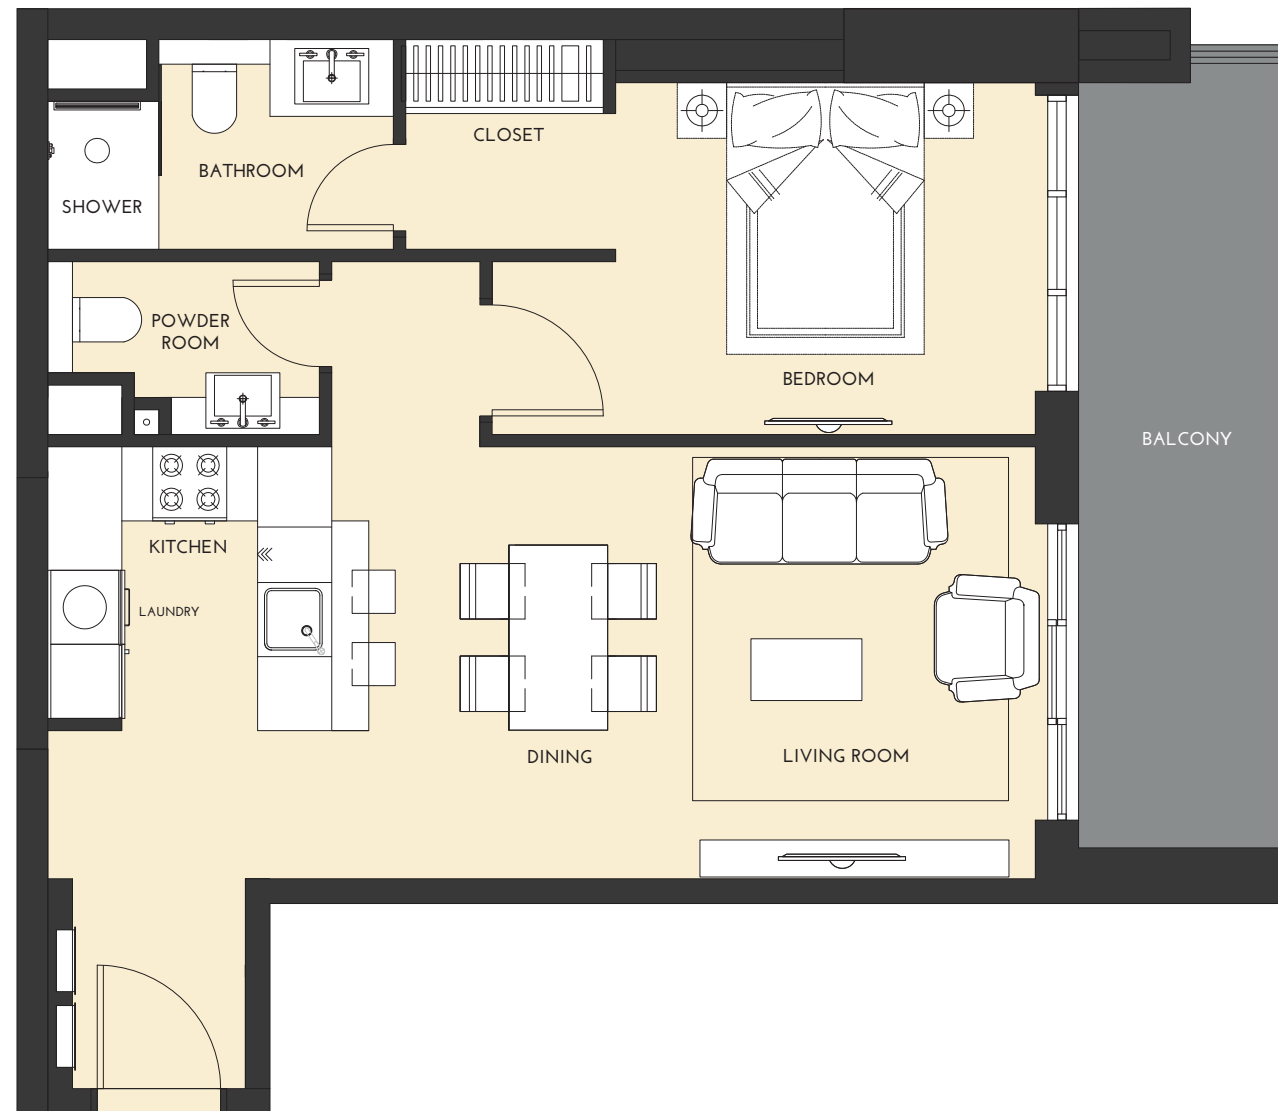 CLOSET
BATHROOM
SHOWER
POWDER
ROOM
BEDROOM
BALCONY
KITCHEN
LAUNDRY
DINING
LIVING ROOM